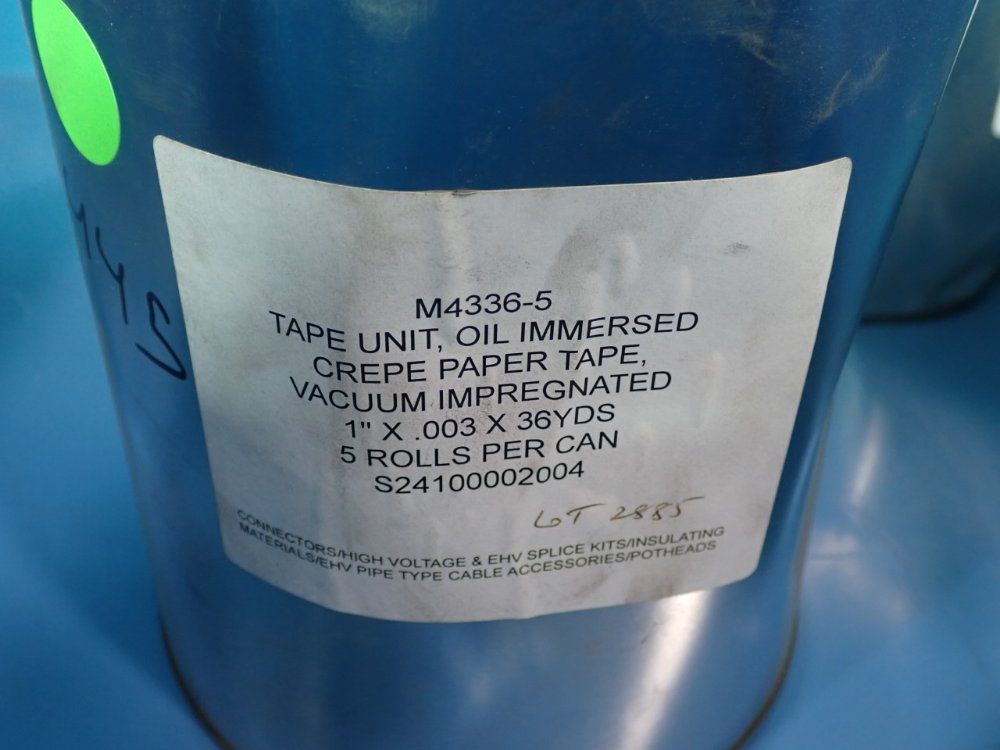 M4336-5
TAPE UNIT, OIL IMMERSED
CREPE PAPER TAPE,
VACUUM IMPREGNATED
1" X .003 X 36YDS
5 ROLLS PER CAN
S24100002004
LOT 2885
CONNECTORS/HIGH VOLTAGE & EHV SPLICE KITS/INSULATING
MATERIALS/EHV PIPE TYPE CABLE ACCESSORIES/POTHEADS